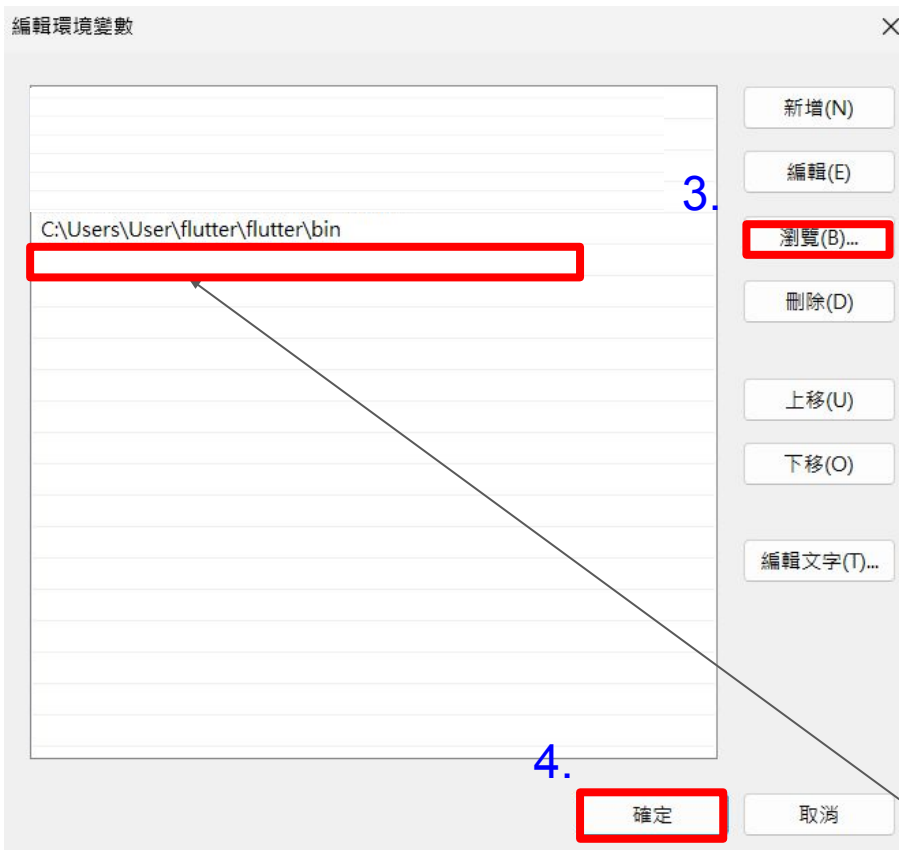 編輯環境變數
新增(N)
編輯(E)
3.
C:\Users\User\flutter\flutter\bin
瀏覽(B)...
刪除(D)
上移(U)
下移(O)
編輯文字(T)...
4.
確定
取消